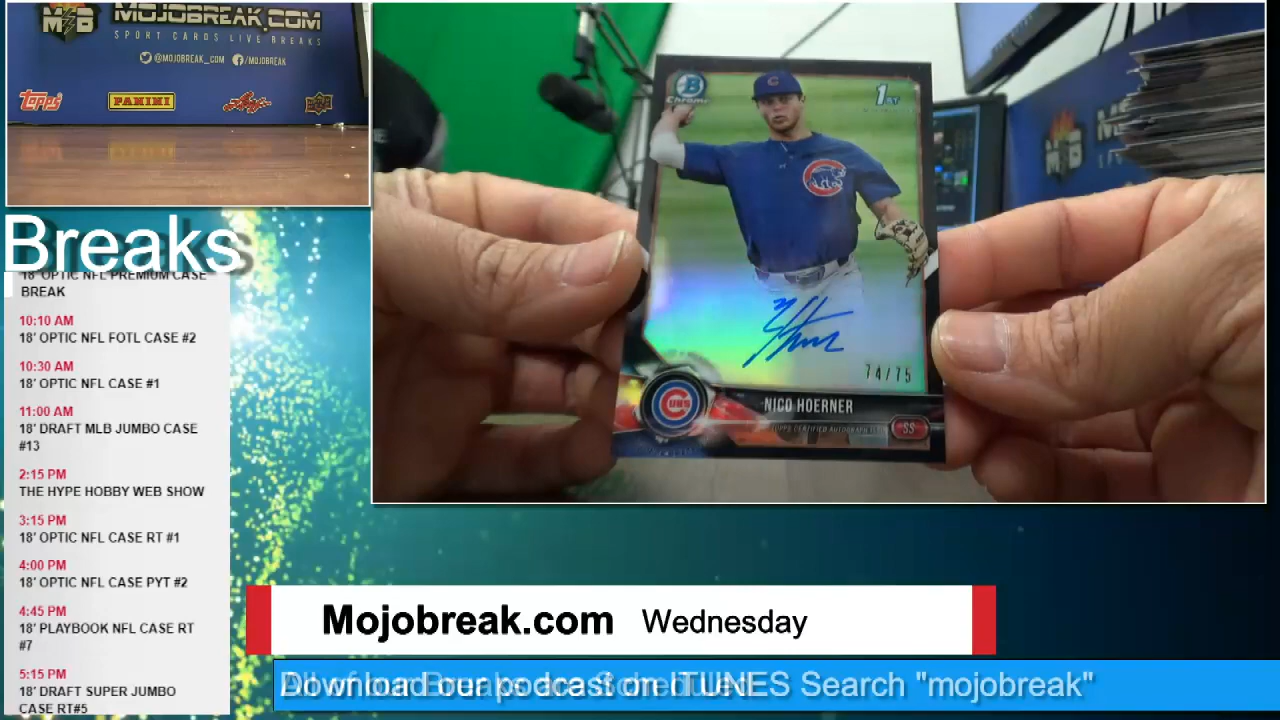 MOJOBREAK.COM
SPORT CARDS LIVE BREAKS
@MOJOBREAK_COM /MOJOBREAK
topps PANINI
Breaks
18' OPTIC NFL PREMIUM CASE
BREAK
10:10 AM
18' OPTIC NFL FOTL CASE #2
10:30 AM
18' OPTIC NFL CASE #1
11:00 AM
18' DRAFT MLB JUMBO CASE
#13
2:15 PM
THE HYPE HOBBY WEB SHOW
3:15 PM
18' OPTIC NFL CASE RT #1
4:00 PM
18' OPTIC NFL CASE PYT #2
4:45 PM
18' PLAYBOOK NFL CASE RT
#7
5:15 PM
18' DRAFT SUPER JUMBO
CASE RT#5
B
Chrome
1ST
C
74/75
CUBS
NICO HOERNER
TOPPS CERTIFIED AUTOGRAPH
SS
MB
Mojobreak.com Wednesday
Download our podcast on iTUNES Search "mojobreak"